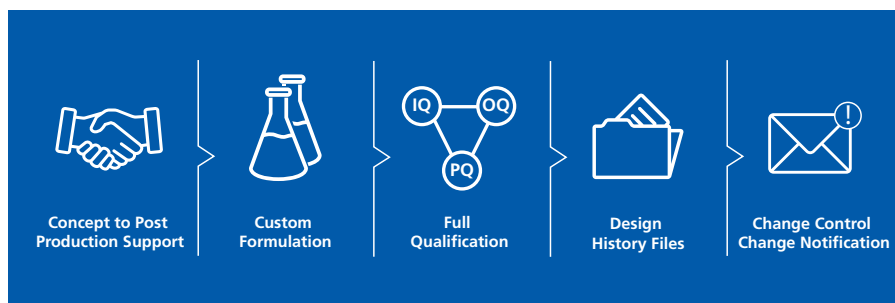 Concept to Post
Production Support
Custom
Formulation
IQ
OQ
PQ
Full
Qualification
Design
History Files
!
Change Control
Change Notification